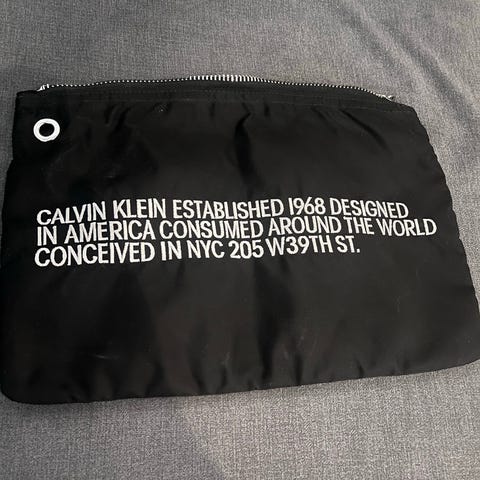 CALVIN KLEIN ESTABLISHED 1968 DESIGNED
IN AMERICA CONSUMED AROUND THE WORLD
CONCEIVED IN NYC 205 W39TH ST.